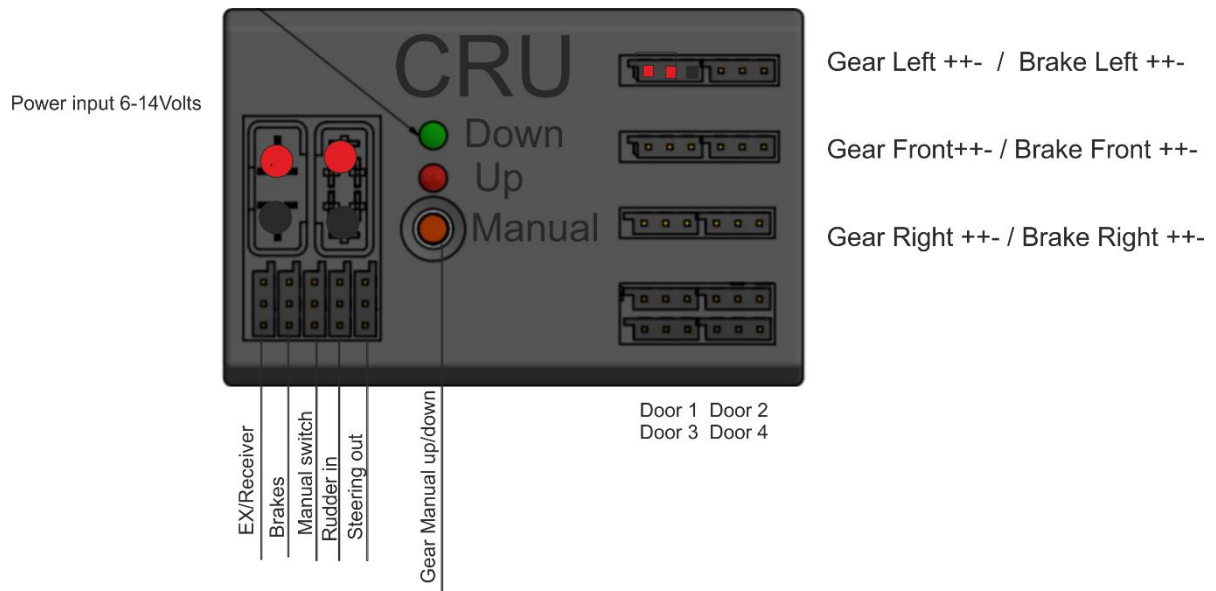 CRU
Down
Up
Manual
Power input 6-14Volts
Gear Left ++- / Brake Left ++-
Gear Front++- / Brake Front ++-
Gear Right ++- / Brake Right ++-
Door 1 Door 2
Door 3 Door 4
EX/Receiver
Brakes
Manual switch
Rudder in
Steering out
Gear Manual up/down